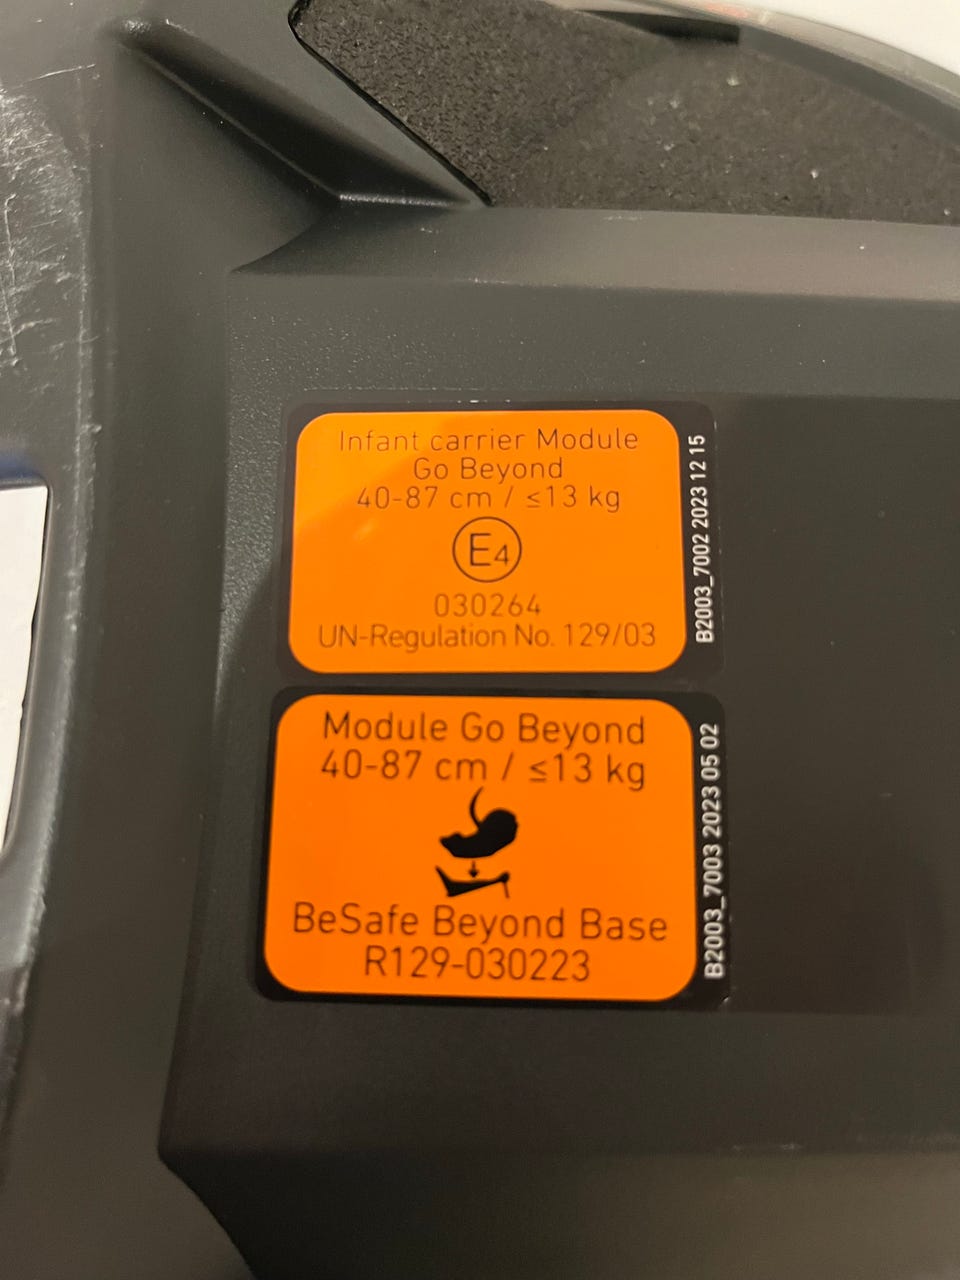 Infant carrier Module
Go Beyond
40-87 cm / ≤13 kg
E4
030264
UN-Regulation No. 129/03
B2003_7002 2023 12 15
Module Go Beyond
40-87 cm / ≤13 kg
BeSafe Beyond Base
R129-030223
B2003_7003 2023 05 02